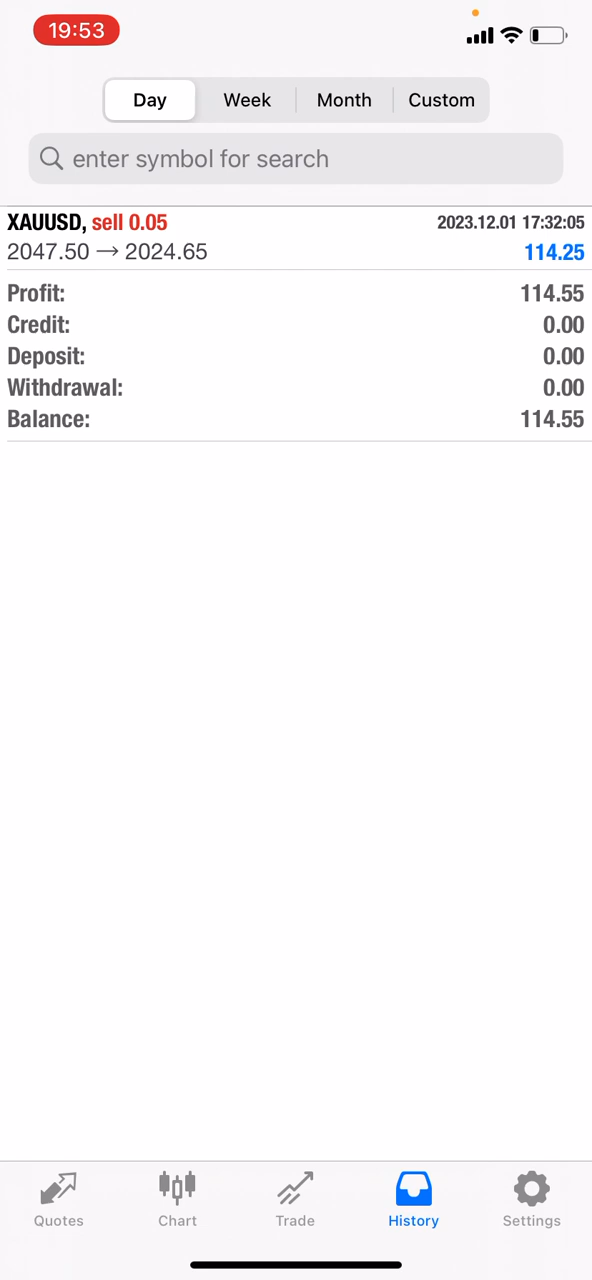 19:53
Day Week Month Custom
enter symbol for search
XAUUSD, sell 0.05 2023.12.01 17:32:05
2047.50 → 2024.65 114.25
Profit: 114.55
Credit: 0.00
Deposit: 0.00
Withdrawal: 0.00
Balance: 114.55
Quotes Chart Trade History Settings